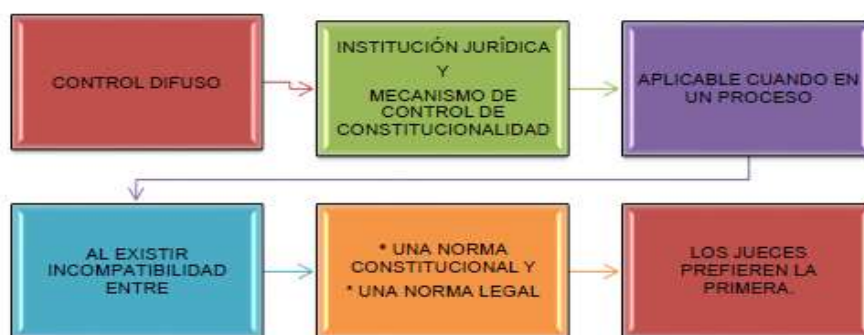 CONTROL DIFUSO
INSTITUCIÓN JURÍDICA
Y
MECANISMO DE
CONTROL DE
CONSTITUCIONALIDAD
APLICABLE CUANDO EN
UN PROCESO
AL EXISTIR
INCOMPATIBILIDAD
ENTRE
* UNA NORMA
CONSTITUCIONAL Y
* UNA NORMA LEGAL
LOS JUECES
PREFIEREN LA
PRIMERA.